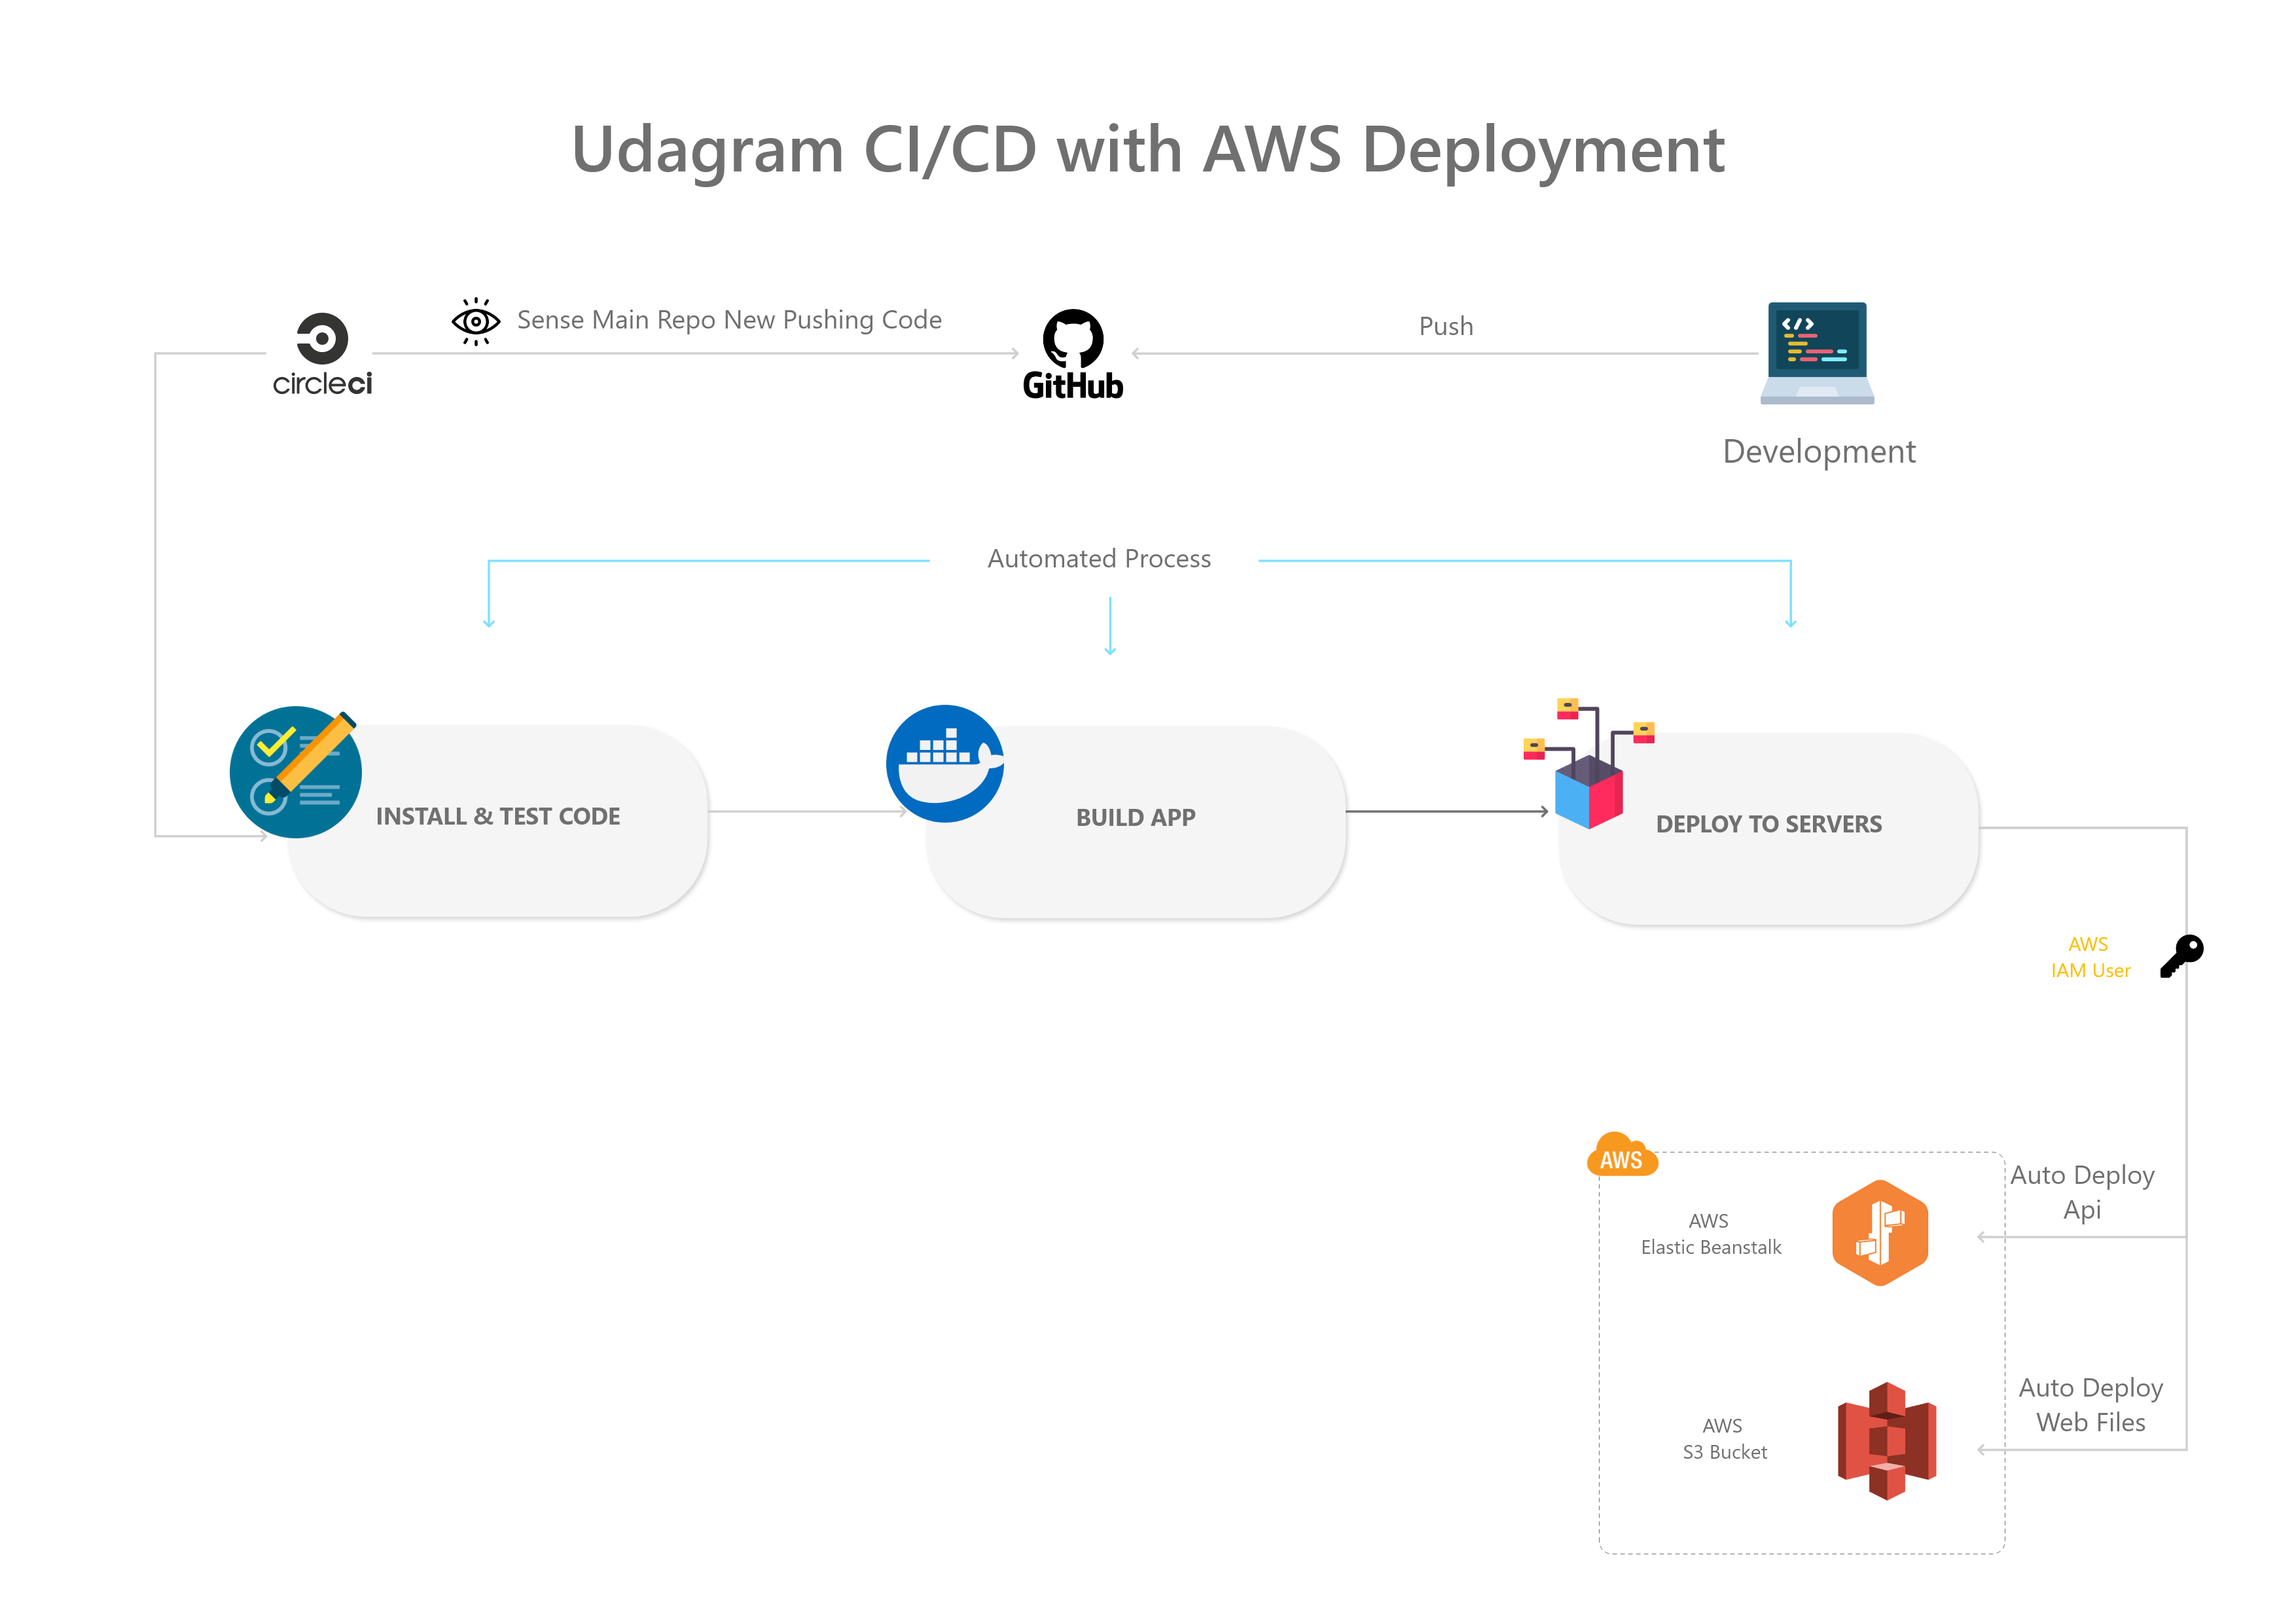 Udagram CI/CD with AWS Deployment
Sense Main Repo New Pushing Code
Push
circleci
GitHub
</>
Development
Automated Process
INSTALL & TEST CODE
BUILD APP
DEPLOY TO SERVERS
AWS
IAM User
AWS
Auto Deploy
Api
AWS
Elastic Beanstalk
Auto Deploy
Web Files
AWS
S3 Bucket